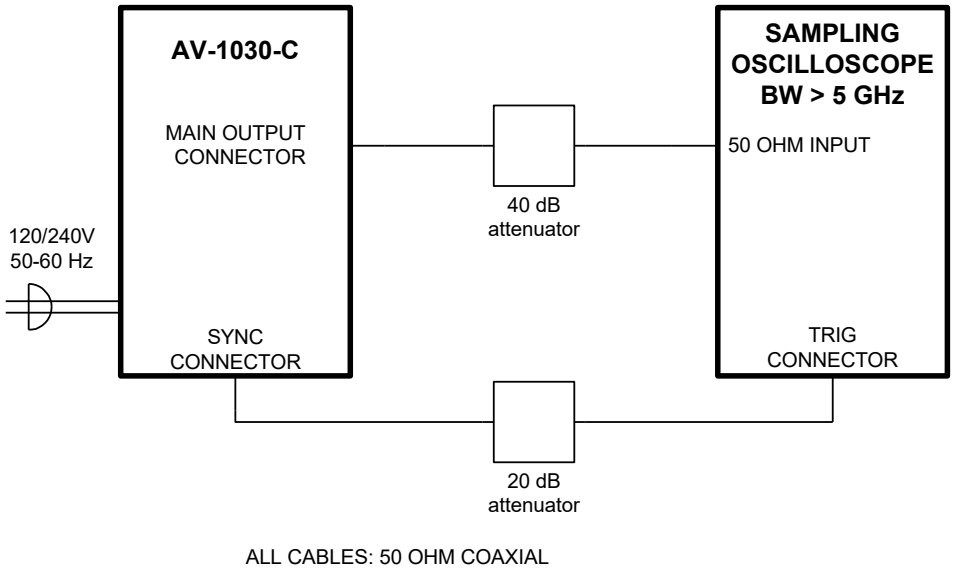 AV-1030-C
SAMPLING
OSCILLOSCOPE
BW > 5 GHz
MAIN OUTPUT
CONNECTOR
50 OHM INPUT
40 dB
attenuator
120/240V
50-60 Hz
SYNC
CONNECTOR
TRIG
CONNECTOR
20 dB
attenuator
ALL CABLES: 50 OHM COAXIAL